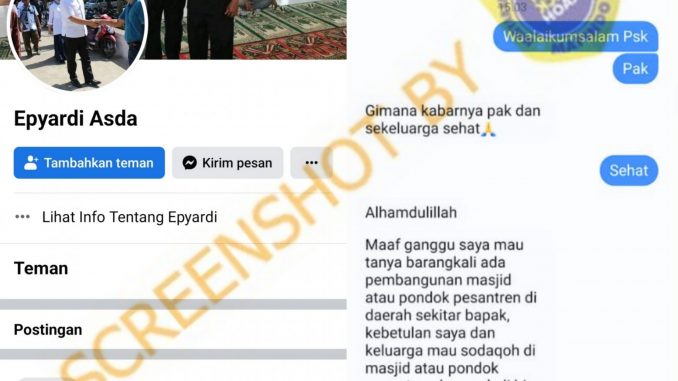 Epyardi Asda
Tambahkan teman
Kirim pesan
Lihat Info Tentang Epyardi
Teman
Postingan
SCREENSHOT BY
HOAX
15.03
Waalaikumsalam Psk
Pak
Gimana kabarnya pak dan
sekeluarga sehat🙏
Sehat
Alhamdulillah
Maaf ganggu saya mau
tanya barangkali ada
pembangunan masjid
atau pondok pesantren di
daerah sekitar bapak,
kebetulan saya dan
keluarga mau sodaqoh di
masjid atau pondok